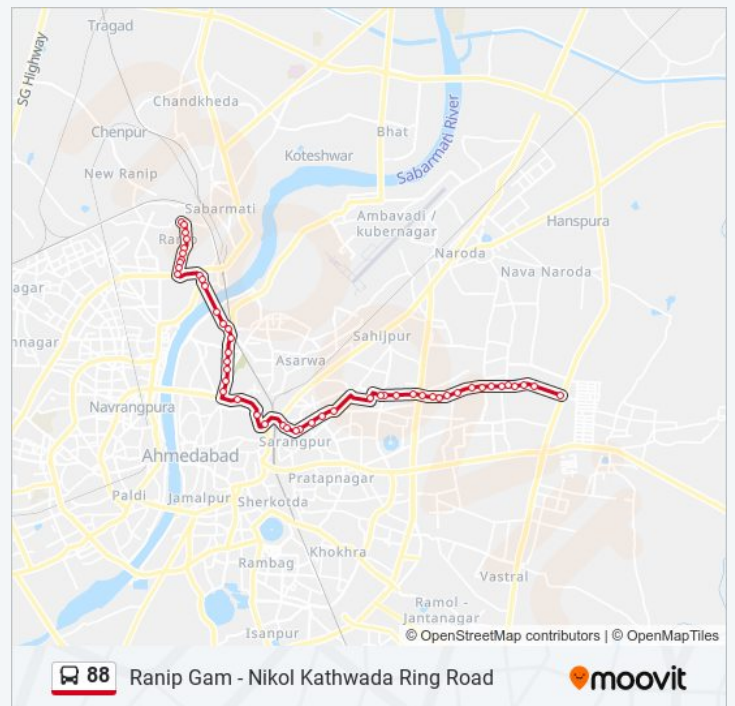 Tragad
SG Highway
Chandkheda
Chenpur
Bhat
Koteshwar
Sabarmati River
New Ranip
Sabarmati
Ambavadi /
kubernagar
Hanspura
Naroda
Nava Naroda
agar
Sahijpur
nnagar
Asarwa
Navrangpura
Sarangpur
Ahmedabad
Pratapnagar
Paldi
Jamalpur
Sherkotda
Khokhra
Rambag
Vastral
Ramol -
Jantanagar
Isanpur
© OpenStreetMap contributors | © OpenMapTiles
88
Ranip Gam - Nikol Kathwada Ring Road
moovit